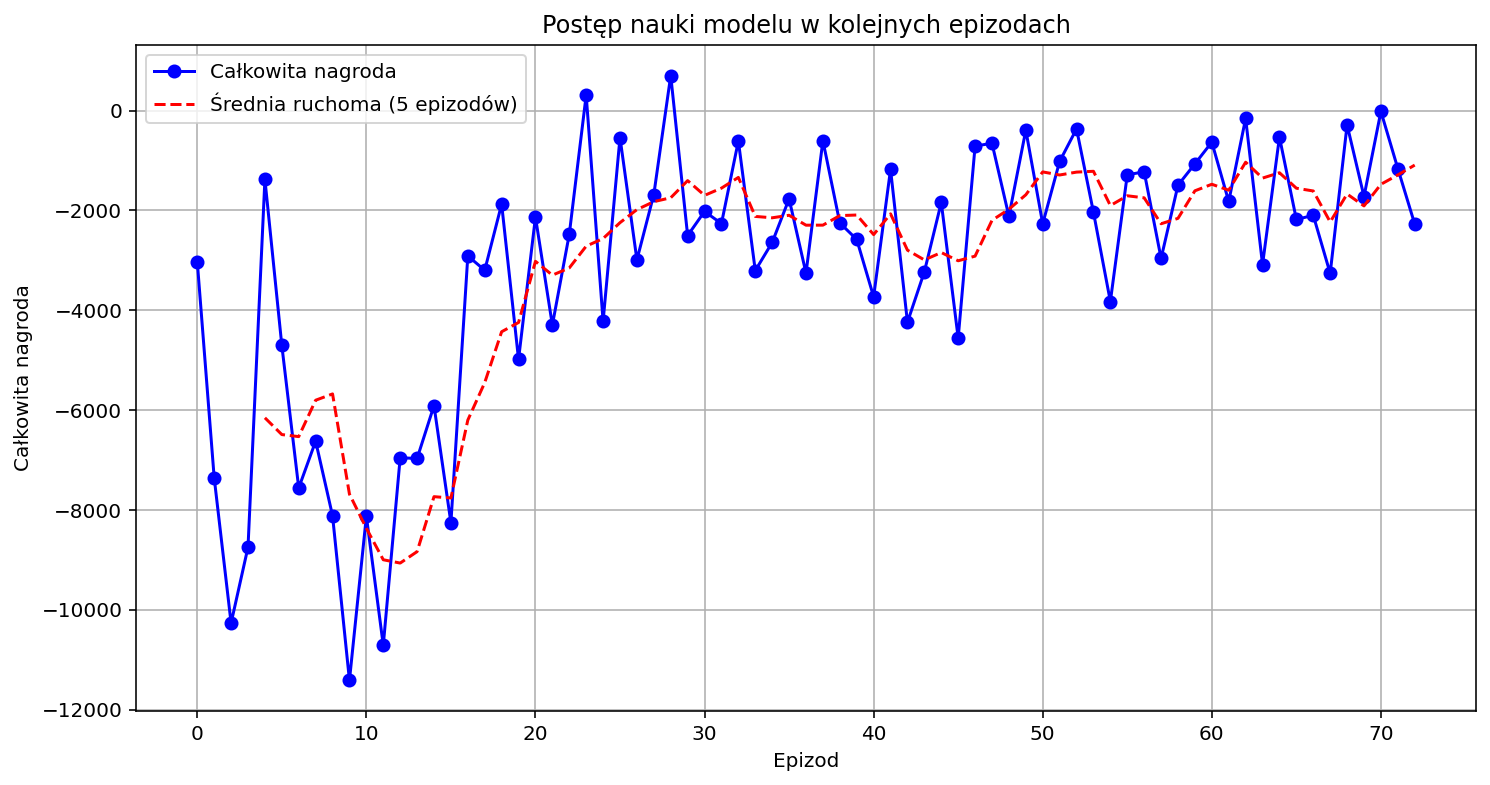 Postęp nauki modelu w kolejnych epizodach
Całkowita nagroda
Średnia ruchoma (5 epizodów)
Całkowita nagroda
0
−2000
−4000
−6000
−8000
−10000
−12000
0 10 20 30 40 50 60 70
Epizod